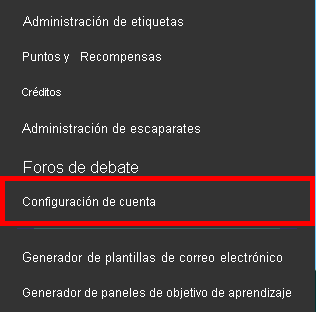 Administración de etiquetas
Puntos y Recompensas
Créditos
Administración de escaparates
Foros de debate
Configuración de cuenta
Generador de plantillas de correo electrónico
Generador de paneles de objetivo de aprendizaje